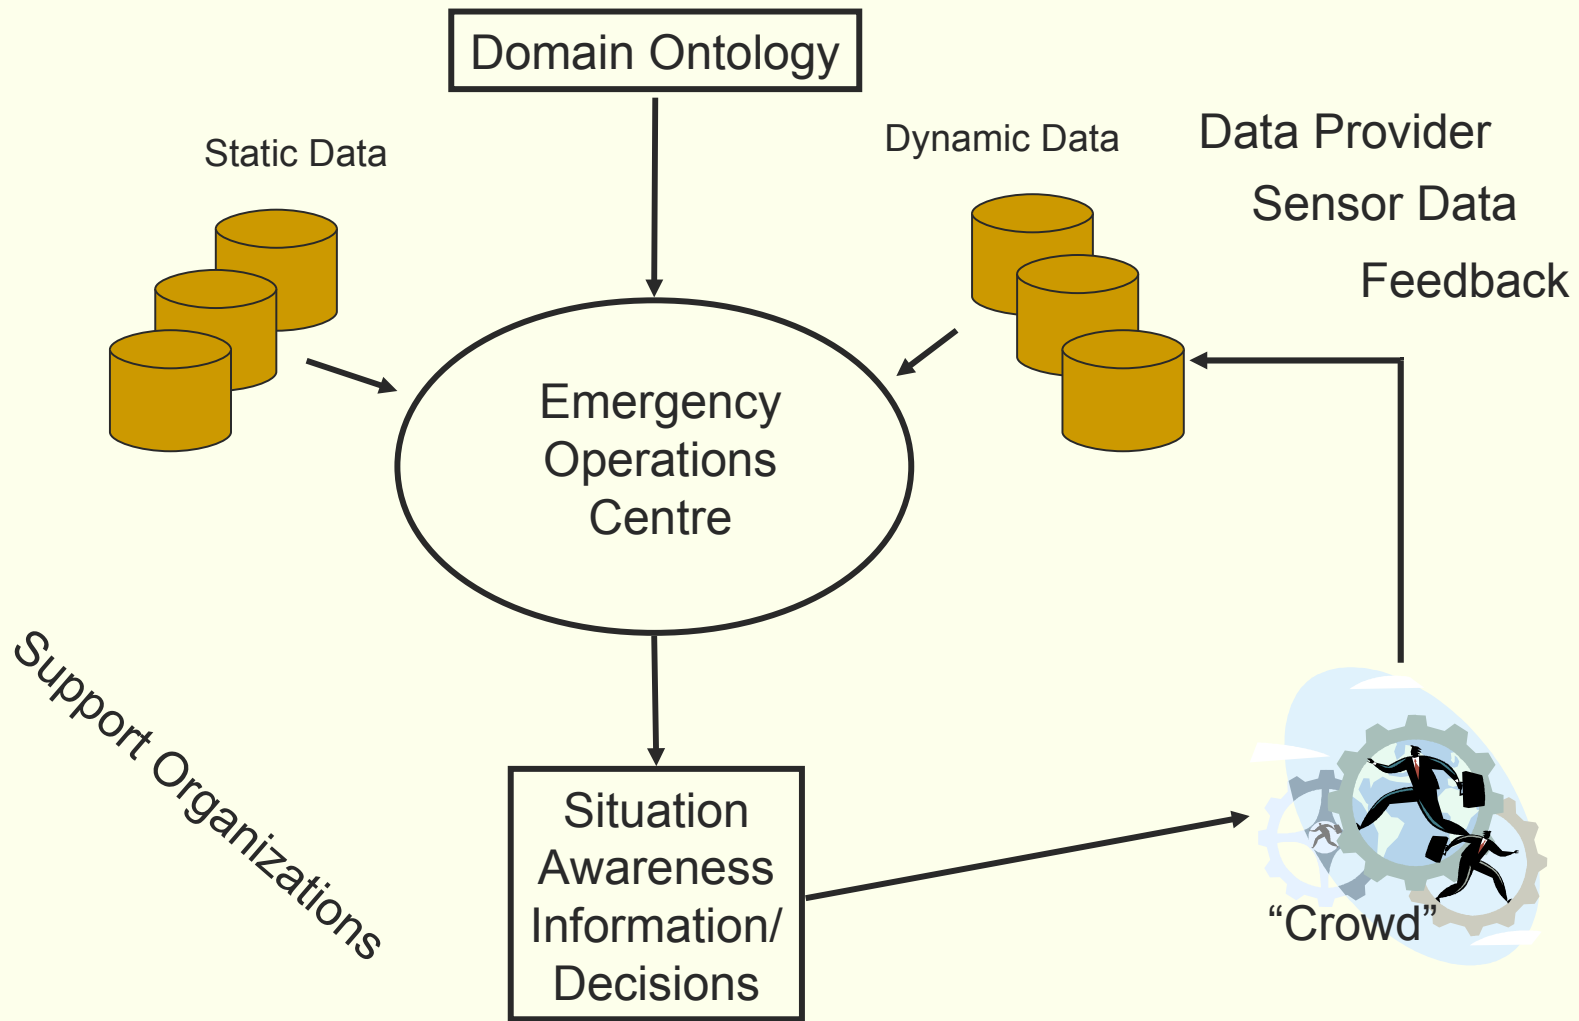 Domain Ontology
Static Data
Dynamic Data
Data Provider
Sensor Data
Feedback
Emergency
Operations
Centre
Support Organizations
Situation
Awareness
Information/
Decisions
“Crowd”